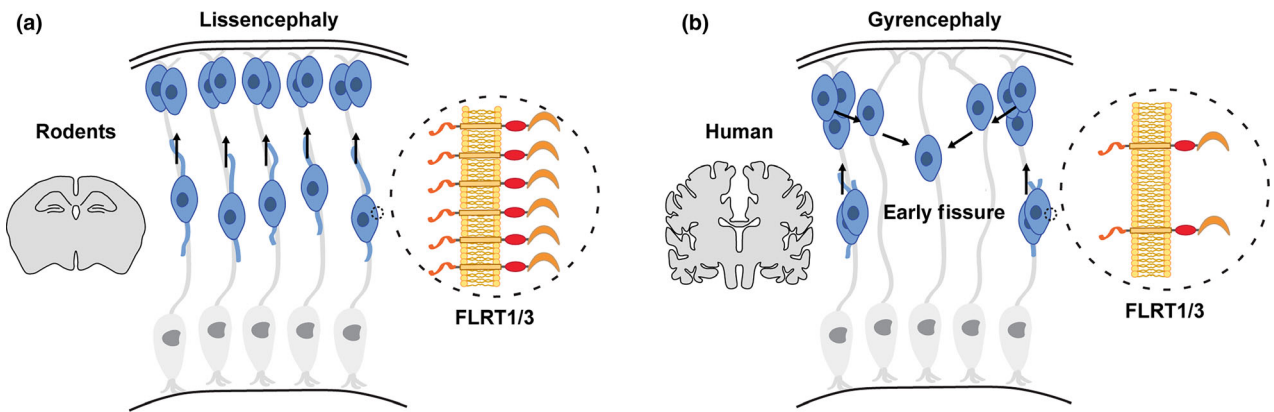 (a)
Lissencephaly
Rodents
FLRT1/3
(b)
Gyrencephaly
Human
Early fissure
FLRT1/3